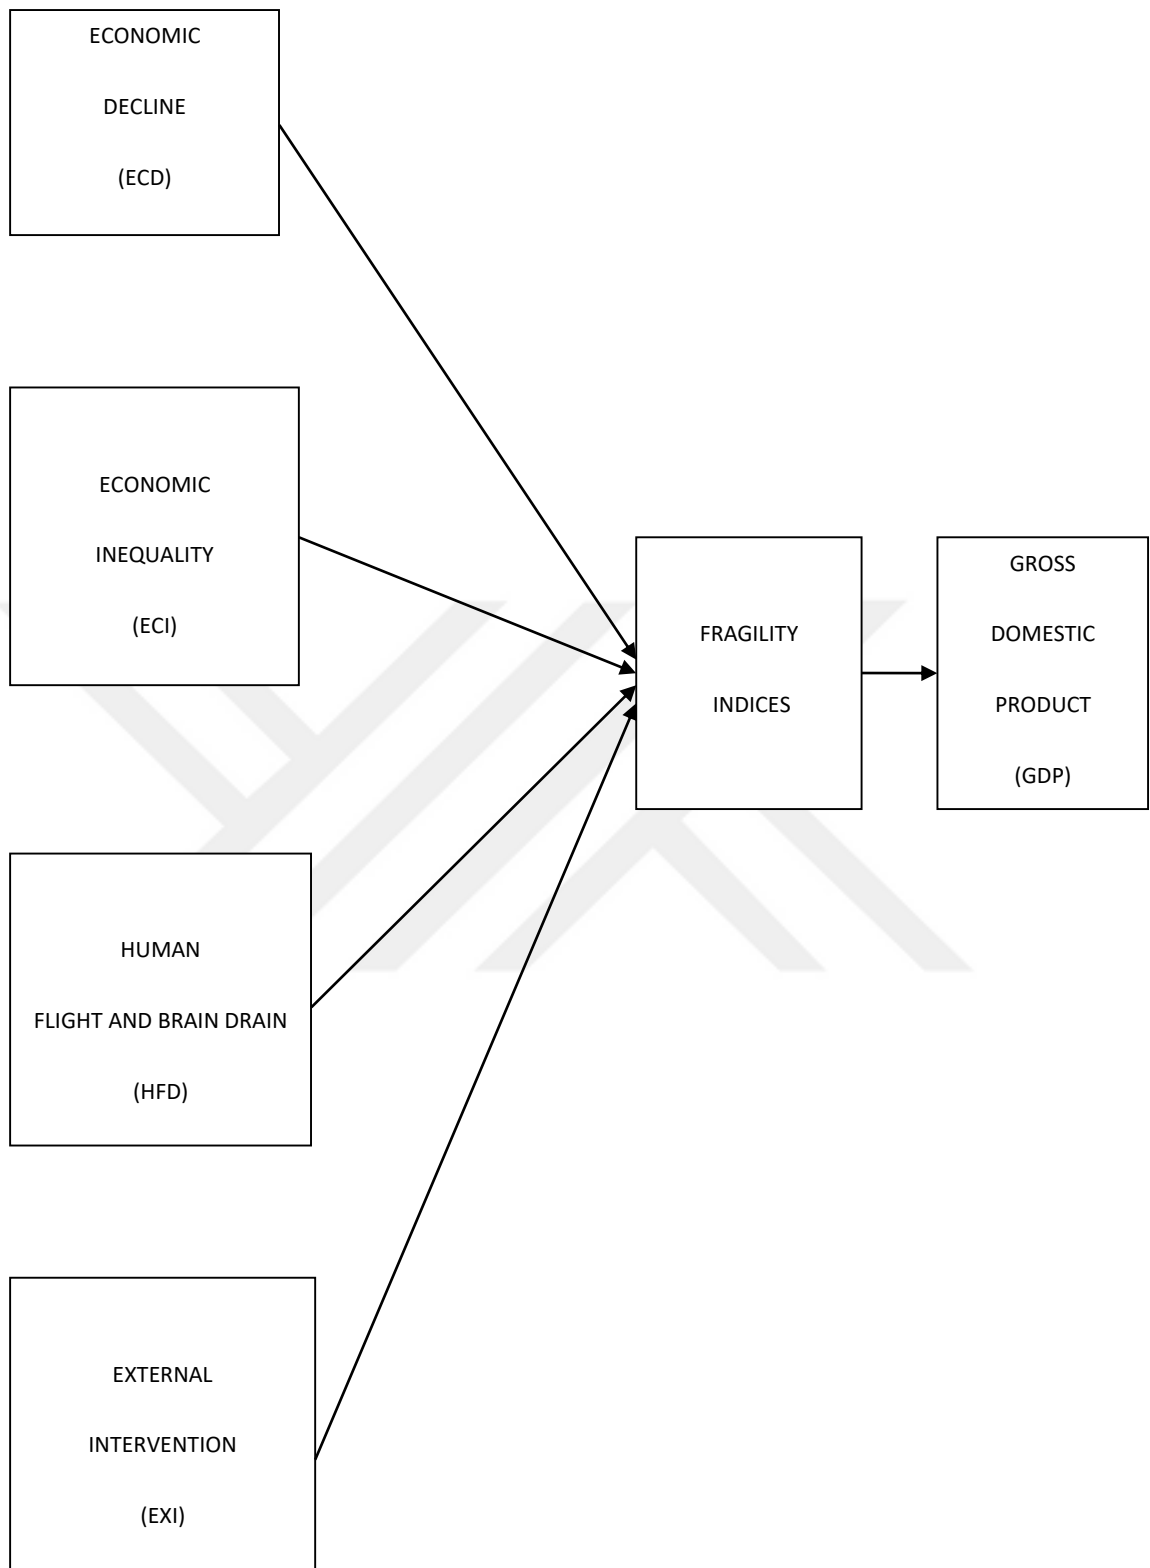 ECONOMIC
DECLINE
(ECD)
ECONOMIC
INEQUALITY
(ECI)
HUMAN
FLIGHT AND BRAIN DRAIN
(HFD)
EXTERNAL
INTERVENTION
(EXI)
FRAGILITY
INDICES
GROSS
DOMESTIC
PRODUCT
(GDP)